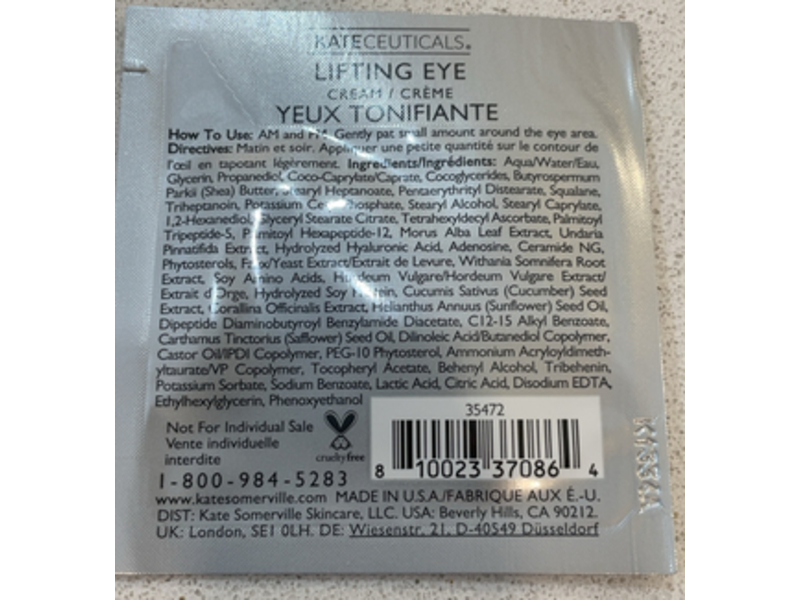 KATECEUTICALS®
LIFTING EYE
CREAM / CRÈME
YEUX TONIFIANTE
How To Use: AM and PM. Gently pat small amount around the eye area.
Directives: Matin et soir. Appliquer une petite quantité sur le contour de
l'œil en tapotant légèrement. Ingredients/Ingrédients: Aqua/Water/Eau,
Glycerin, Propanediol, Coco-Caprylate/Caprate, Cocoglycerides, Butyrospermum
Parkii (Shea) Butter, Stearyl Heptanoate, Pentaerythrityl Distearate, Squalane,
Triheptanoin, Potassium Cetyl Phosphate, Stearyl Alcohol, Stearyl Caprylate,
1,2-Hexanediol, Glyceryl Stearate Citrate, Tetrahexyldecyl Ascorbate, Palmitoyl
Tripeptide-5, Palmitoyl Hexapeptide-12, Morus Alba Leaf Extract, Undaria
Pinnatifida Extract, Hydrolyzed Hyaluronic Acid, Adenosine, Ceramide NG,
Phytosterols, Faex/Yeast Extract/Extrait de Levure, Withania Somnifera Root
Extract, Soy Amino Acids, Hordeum Vulgare/Hordeum Vulgare Extract/
Extrait d'Orge, Hydrolyzed Soy Protein, Cucumis Sativus (Cucumber) Seed
Extract, Corallina Officinalis Extract, Helianthus Annuus (Sunflower) Seed Oil,
Dipeptide Diaminobutyroyl Benzylamide Diacetate, C12-15 Alkyl Benzoate,
Carthamus Tinctorius (Safflower) Seed Oil, Dilinoleic Acid/Butanediol Copolymer,
Castor Oil/IPDI Copolymer, PEG-10 Phytosterol, Ammonium Acryloyldimeth-
yltaurate/VP Copolymer, Tocopheryl Acetate, Behenyl Alcohol, Tribehenin,
Potassium Sorbate, Sodium Benzoate, Lactic Acid, Citric Acid, Disodium EDTA,
Ethylhexylglycerin, Phenoxyethanol
Not For Individual Sale
Vente individuelle
interdite
crueltyfree
35472
8 10023 37086 4
1-800-984-5283
www.katesomerville.com MADE IN U.S.A./FABRIQUE AUX É.-U.
DIST: Kate Somerville Skincare, LLC. USA: Beverly Hills, CA 90212.
UK: London, SE1 0LH. DE: Wiesenstr. 21, D-40549 Düsseldorf